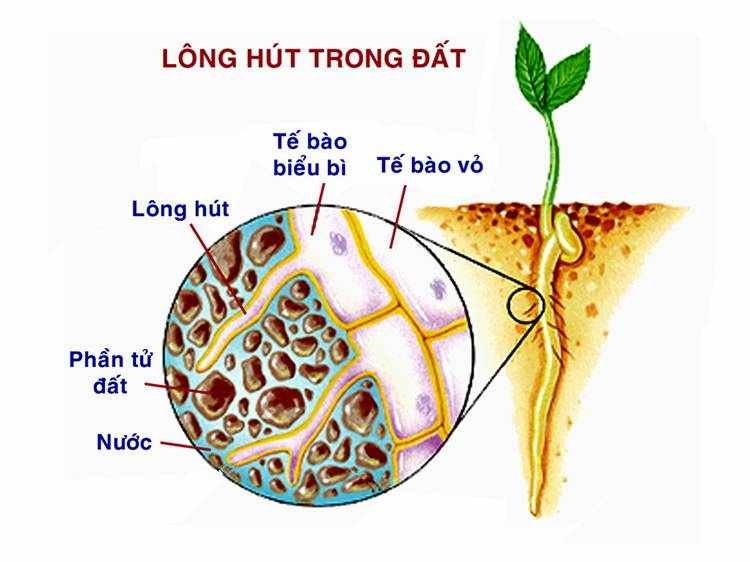 LÔNG HÚT TRONG ĐẤT
Tế bào
biểu bì
Tế bào vỏ
Lông hút
Phần tử
đất
Nước